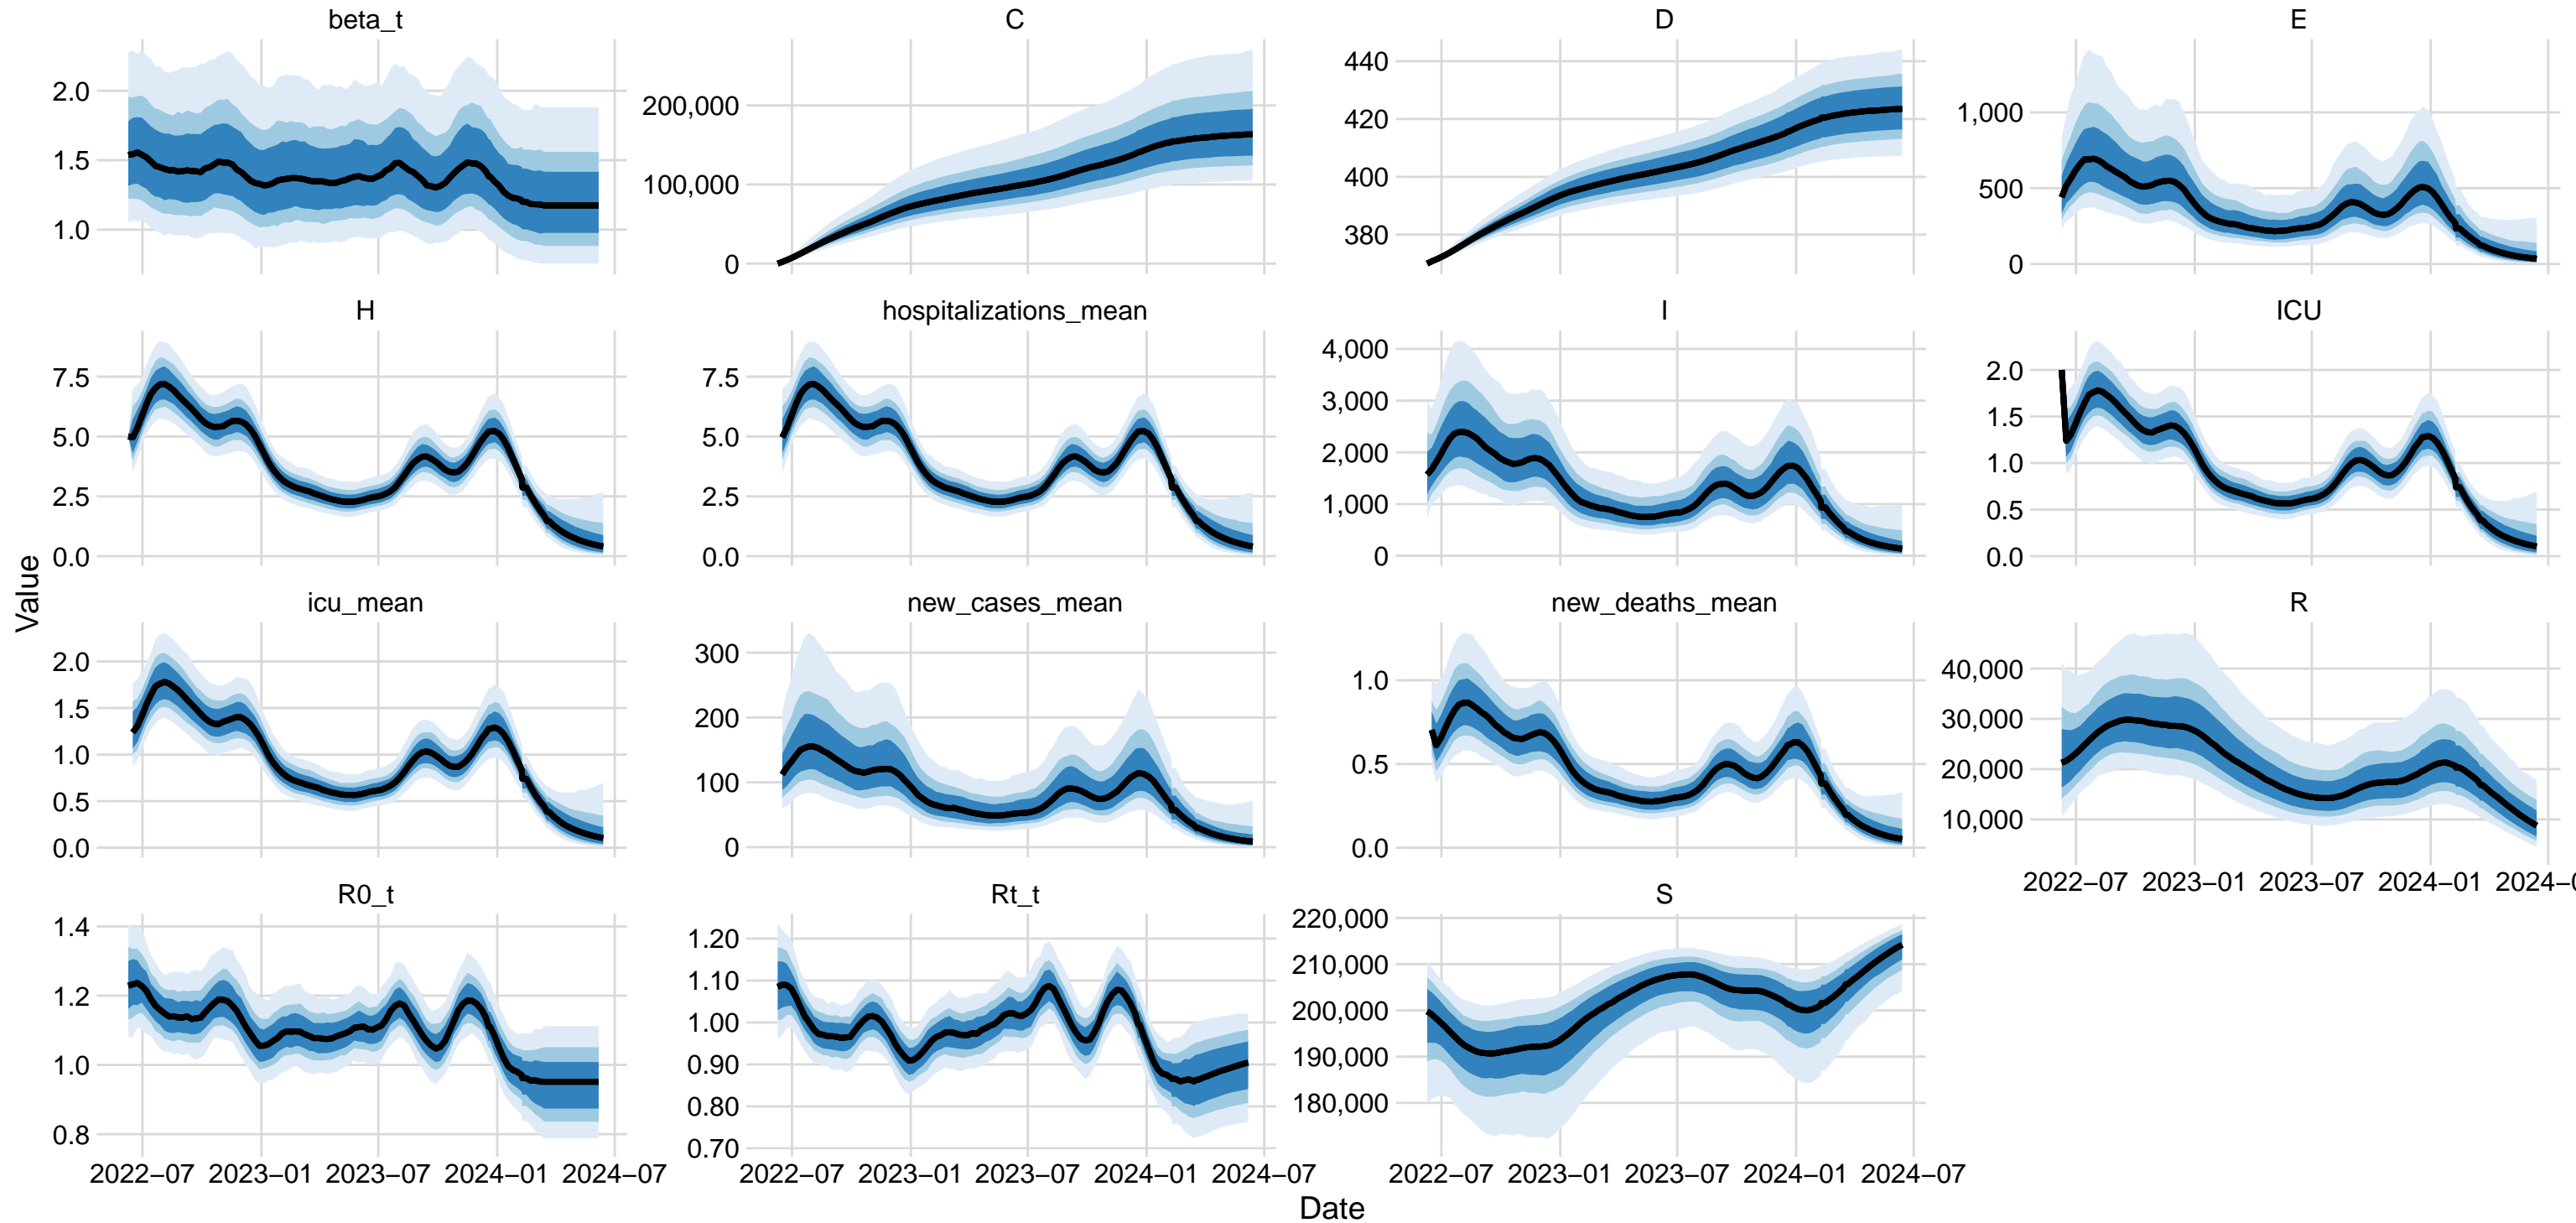 beta_t
C
D
E
2.0
1.5
1.0
200,000
100,000
0
440
420
400
380
1,000
500
0
H
hospitalizations_mean
I
ICU
7.5
5.0
2.5
0.0
7.5
5.0
2.5
0.0
4,000
3,000
2,000
1,000
0
2.0
1.5
1.0
0.5
0.0
Value
icu_mean
new_cases_mean
new_deaths_mean
R
2.0
1.5
1.0
0.5
0.0
300
200
100
0
1.0
0.5
0.0
40,000
30,000
20,000
10,000
2022−07 2023−01 2023−07 2024−01 2024−0
R0_t
Rt_t
S
1.4
1.2
1.0
0.8
1.20
1.10
1.00
0.90
0.80
0.70
220,000
210,000
200,000
190,000
180,000
2022−07 2023−01 2023−07 2024−01 2024−07
2022−07 2023−01 2023−07 2024−01 2024−07
2022−07 2023−01 2023−07 2024−01 2024−07
Date